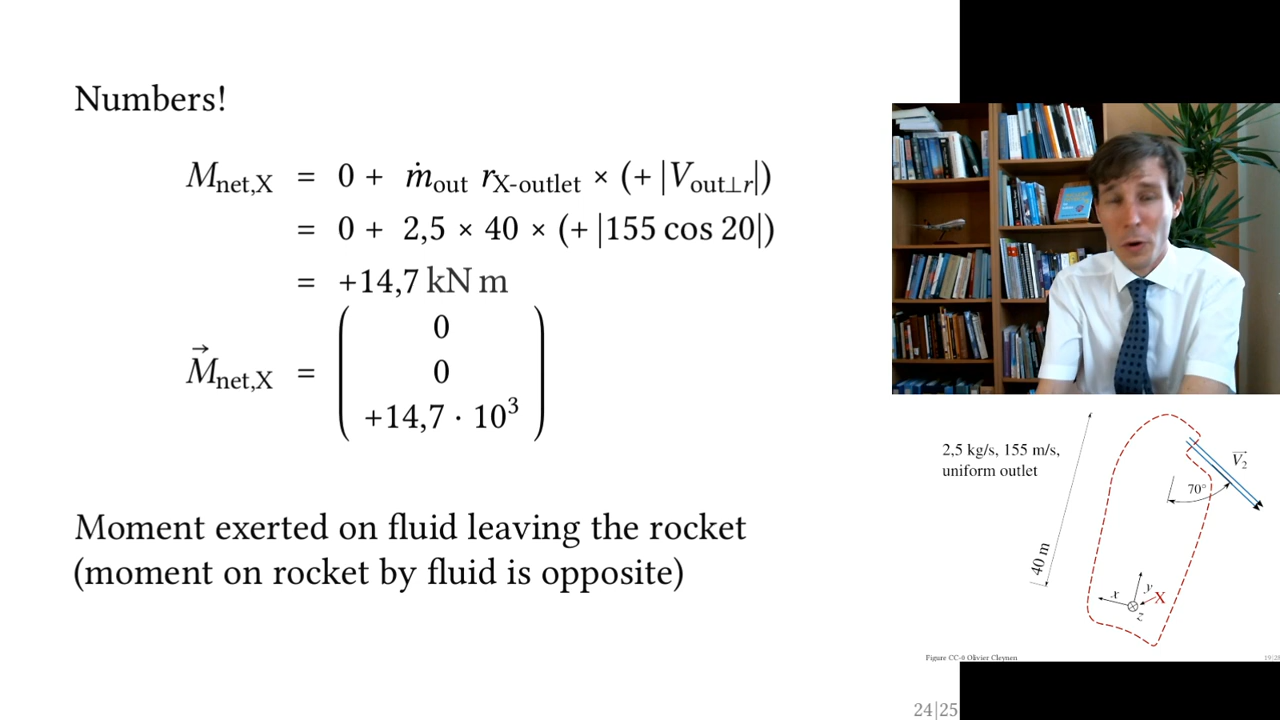 Numbers!
M_net,X = 0 + ṁ_out r_X-outlet × (+ |V_out⊥r|)
= 0 + 2,5 × 40 × (+ |155 cos 20|)
= +14,7 kN m
M⃗_net,X = ( 0
0
+14,7 · 10³ )
Moment exerted on fluid leaving the rocket
(moment on rocket by fluid is opposite)
2,5 kg/s, 155 m/s,
uniform outlet
V⃗₂
70°
40 m
x
y
X
z
Figure CC-0 Olivier Cleynen
24|25